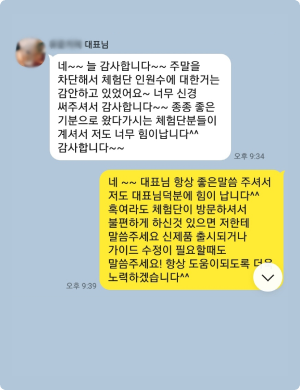 대표님
네~~ 늘 감사합니다~~ 주말을
차단해서 체험단 인원수에 대한거는
감안하고 있었어요~ 너무 신경
써주셔서 감사합니다~~ 종종 좋은
기분으로 왔다가시는 체험단분들이
계셔서 저도 너무 힘이납니다^^
감사합니다~~
오후 9:34
네 ~~ 대표님 항상 좋은말씀 주셔서
저도 대표님덕분에 힘이 납니다^^
혹여라도 체험단이 방문하셔서
불편하게 하신것 있으면 저한테
말씀주세요 신제품 출시되거나
가이드 수정이 필요할때도
말씀주세요! 항상 도움이되도록 더욱
노력하겠습니다^^
오후 9:39